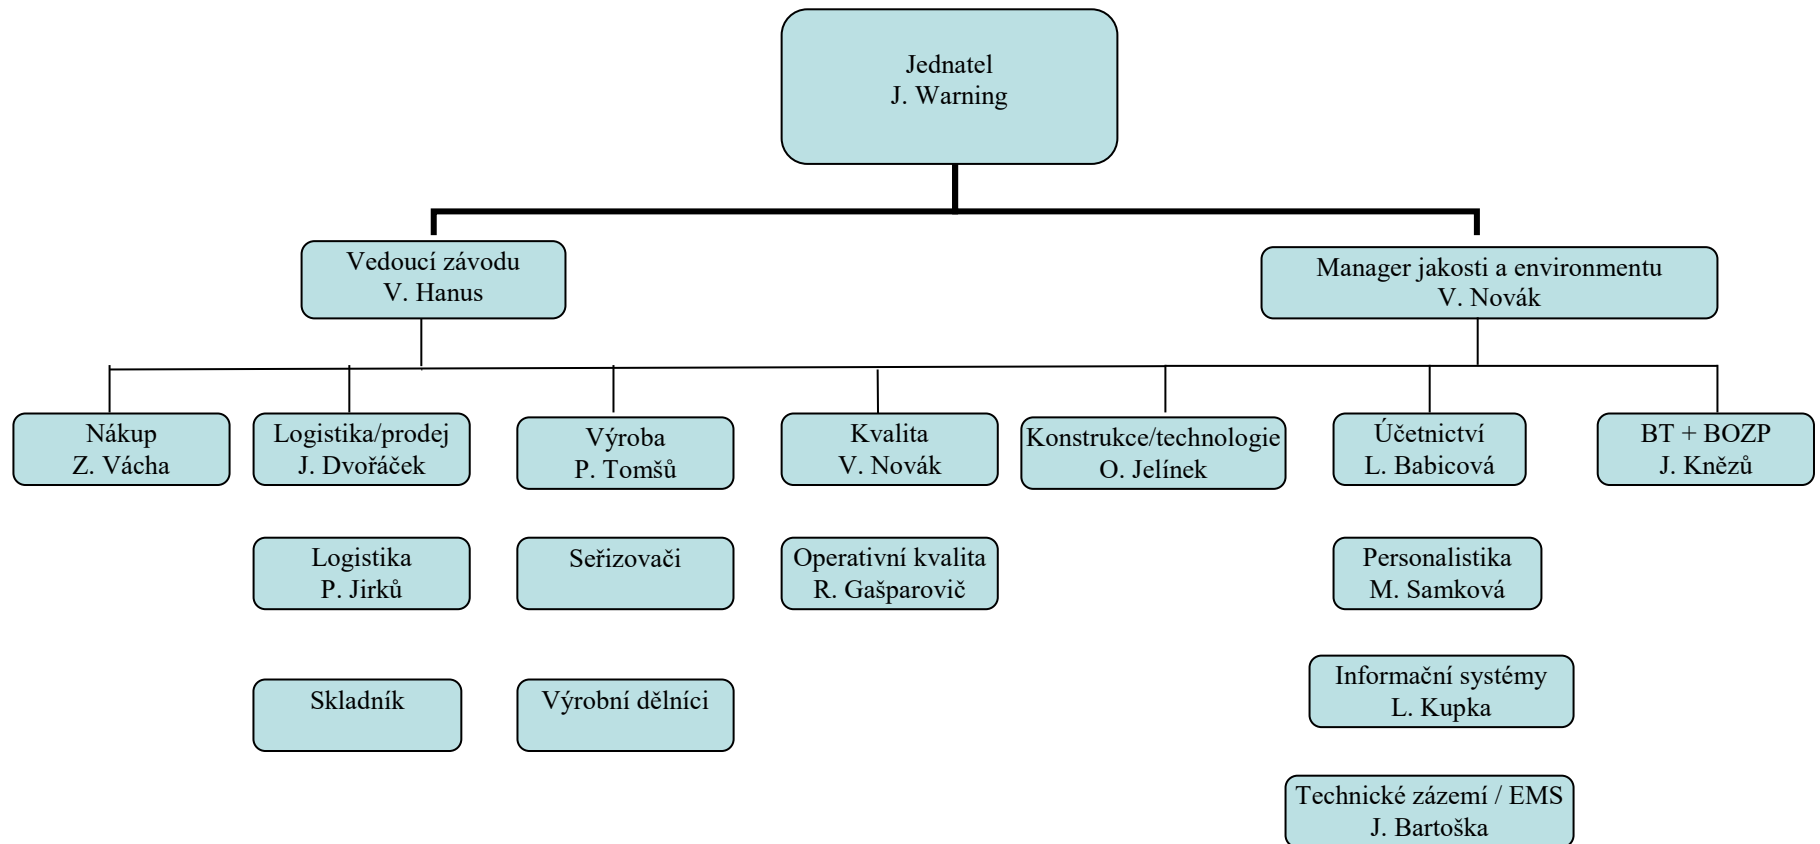 Jednatel
J. Warning
Vedoucí závodu
V. Hanus
Manager jakosti a environmentu
V. Novák
Nákup
Z. Vácha
Logistika/prodej
J. Dvořáček
Výroba
P. Tomšů
Kvalita
V. Novák
Konstrukce/technologie
O. Jelínek
Účetnictví
L. Babicová
BT + BOZP
J. Knězů
Logistika
P. Jirků
Seřizovači
Operativní kvalita
R. Gašparovič
Personalistika
M. Samková
Informační systémy
L. Kupka
Skladník
Výrobní dělníci
Technické zázemí / EMS
J. Bartoška